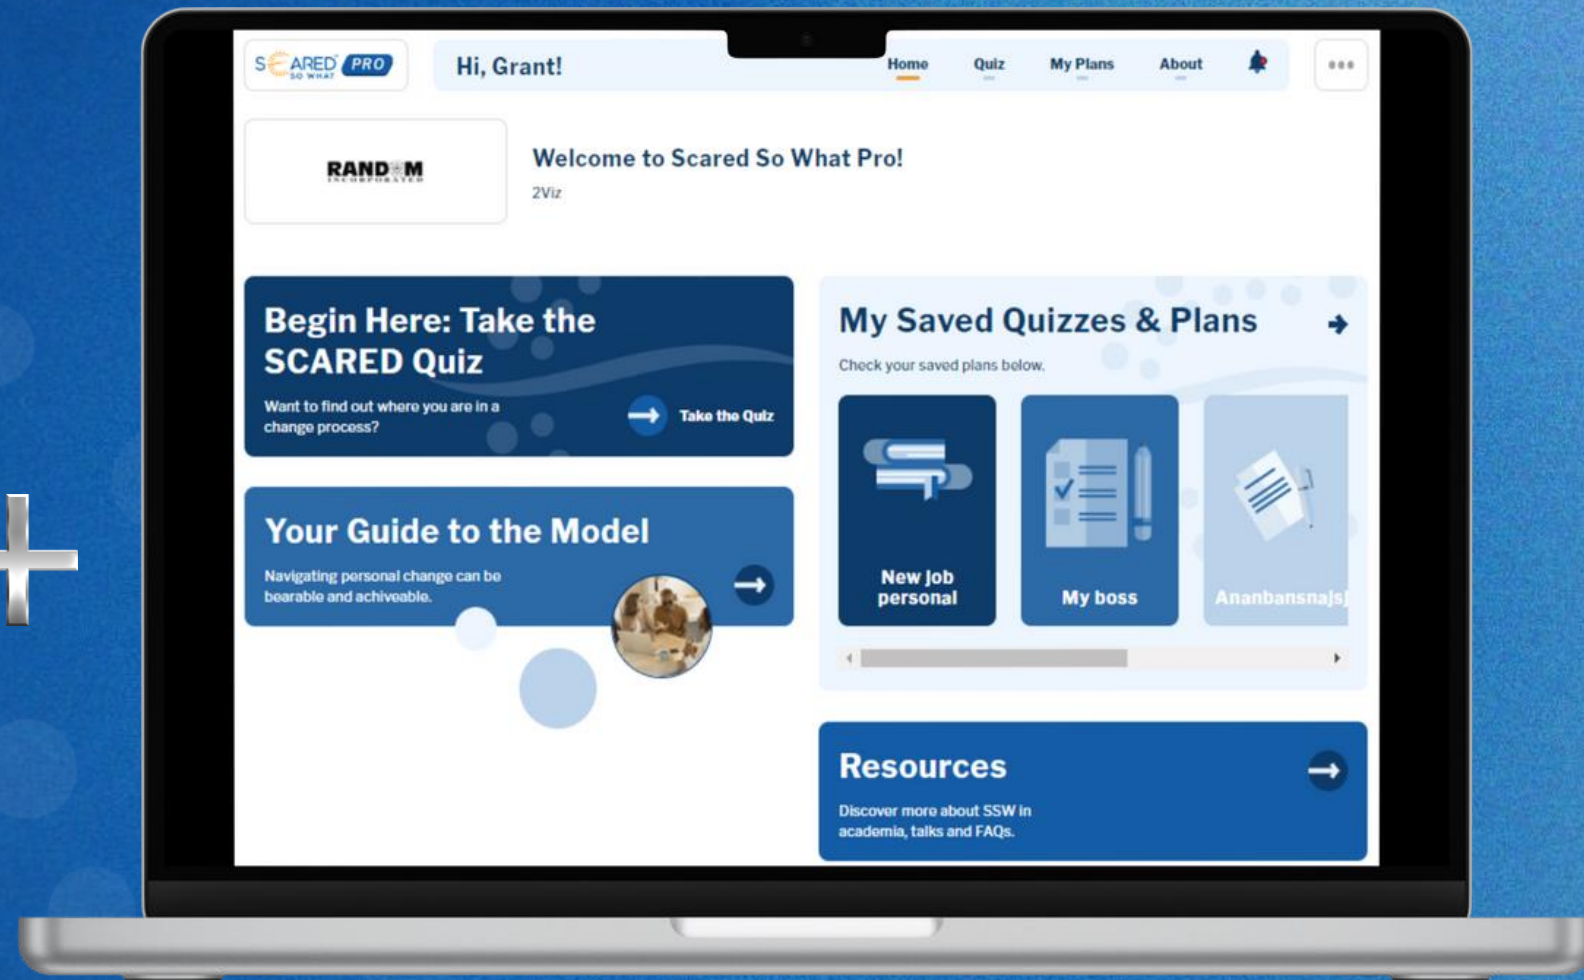 SCARED PRO
SO WHAT
Hi, Grant!
Home
Quiz
My Plans
About
RANDOM
INCORPORATED
Welcome to Scared So What Pro!
2Viz
Begin Here: Take the
SCARED Quiz
Want to find out where you are in a
change process?
Take the Quiz
Your Guide to the Model
Navigating personal change can be
bearable and achiveable.
My Saved Quizzes & Plans
Check your saved plans below.
New job
personal
My boss
Ananbansnajsj
Resources
Discover more about SSW in
academia, talks and FAQs.